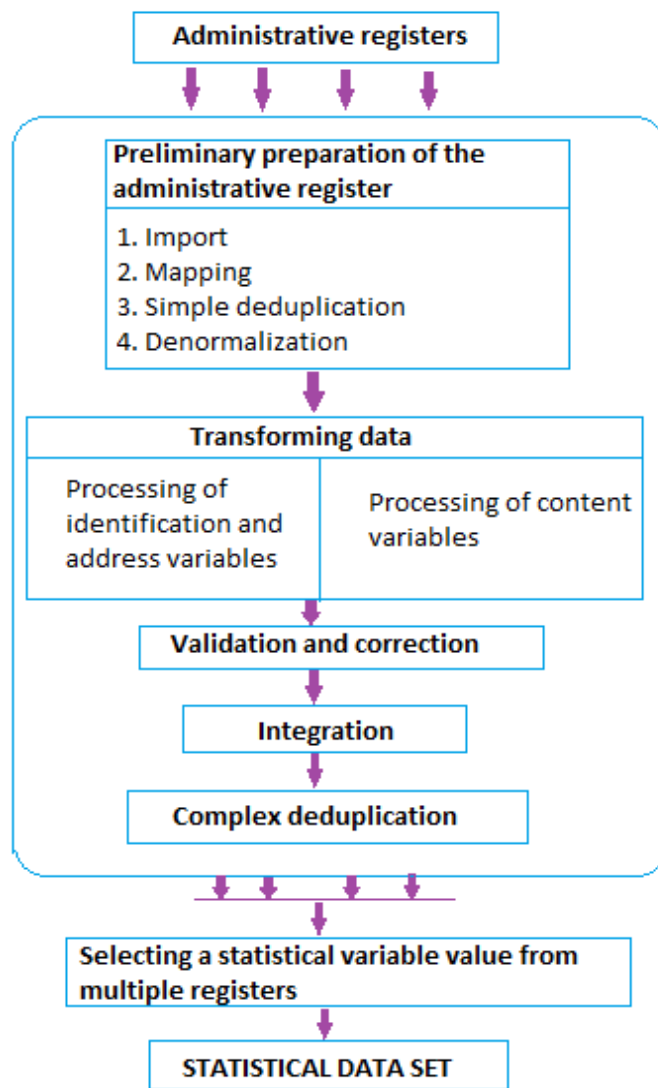 Administrative registers
Preliminary preparation of the
administrative register
1. Import
2. Mapping
3. Simple deduplication
4. Denormalization
Transforming data
Processing of
identification and
address variables
Processing of content
variables
Validation and correction
Integration
Complex deduplication
Selecting a statistical variable value from
multiple registers
STATISTICAL DATA SET